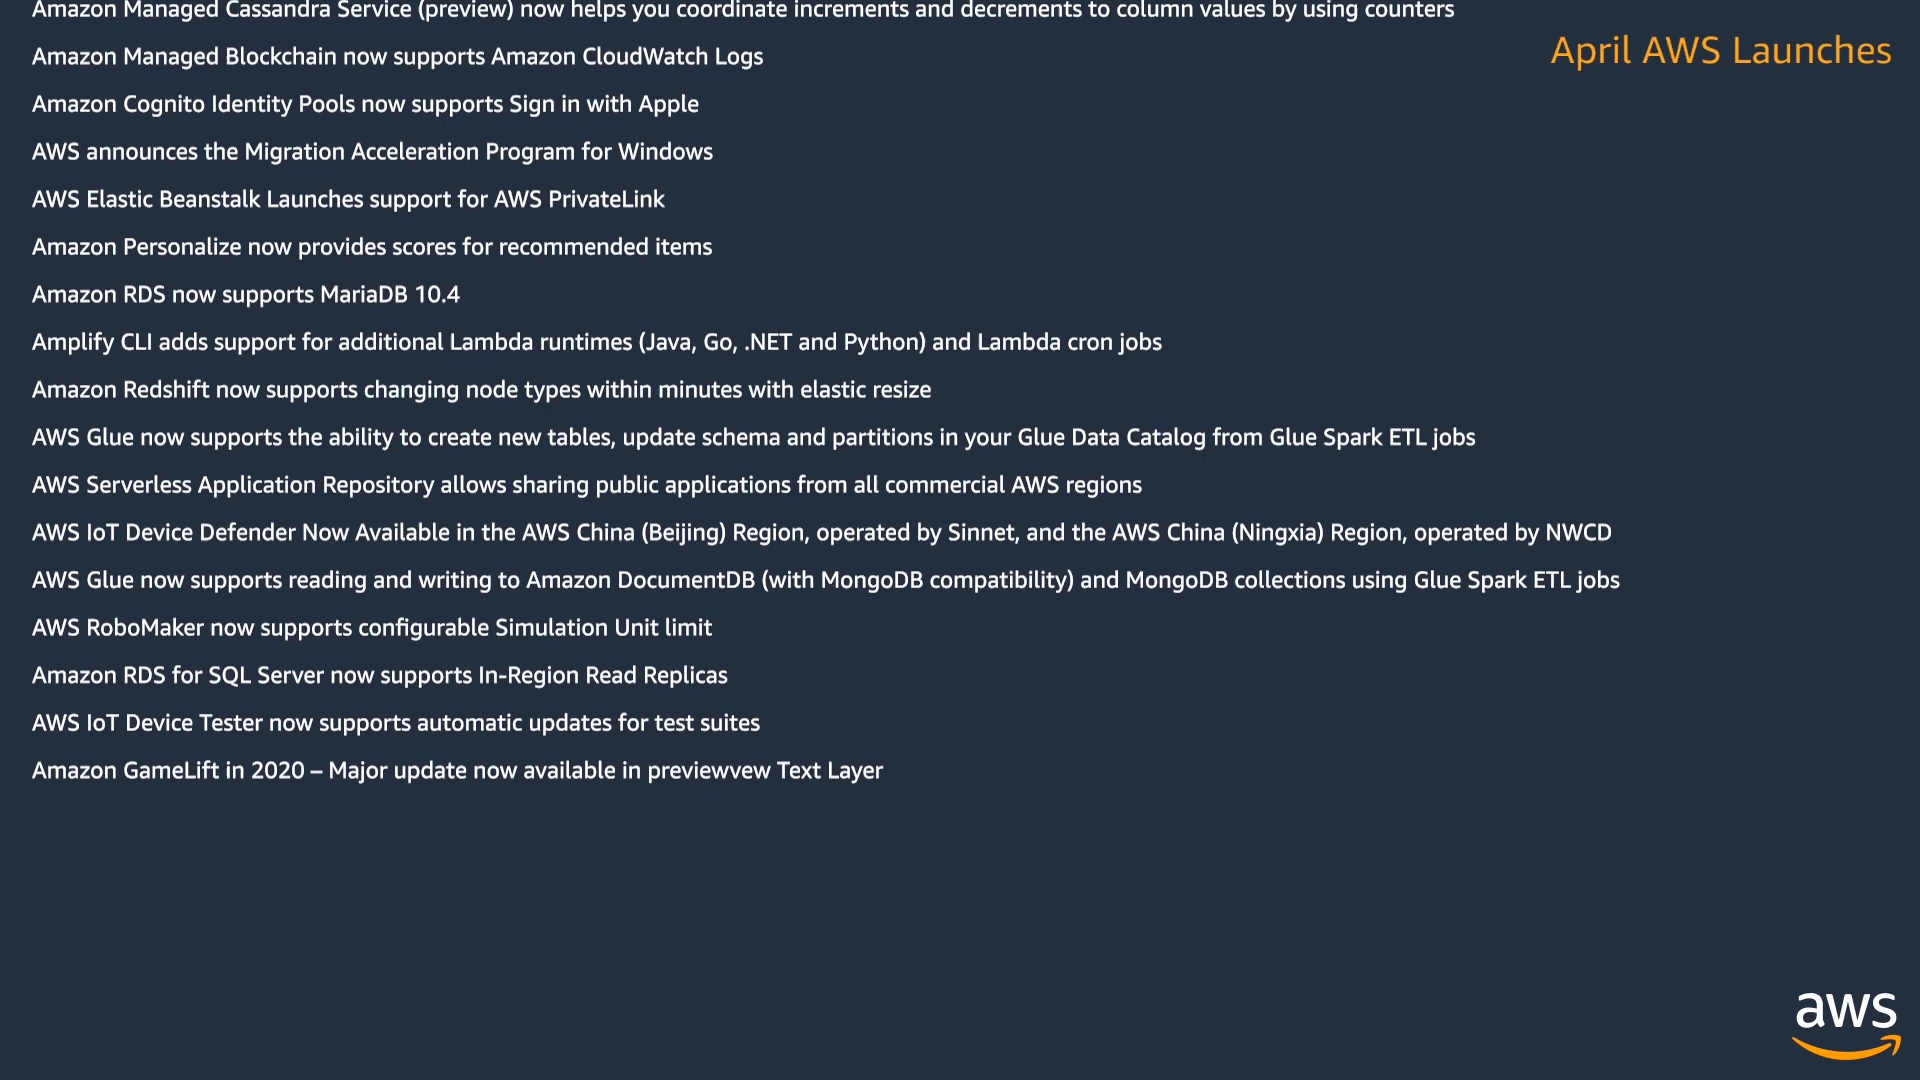 Amazon Managed Cassandra Service (preview) now helps you coordinate increments and decrements to column values by using counters
April AWS Launches
Amazon Managed Blockchain now supports Amazon CloudWatch Logs
Amazon Cognito Identity Pools now supports Sign in with Apple
AWS announces the Migration Acceleration Program for Windows
AWS Elastic Beanstalk Launches support for AWS PrivateLink
Amazon Personalize now provides scores for recommended items
Amazon RDS now supports MariaDB 10.4
Amplify CLI adds support for additional Lambda runtimes (Java, Go, .NET and Python) and Lambda cron jobs
Amazon Redshift now supports changing node types within minutes with elastic resize
AWS Glue now supports the ability to create new tables, update schema and partitions in your Glue Data Catalog from Glue Spark ETL jobs
AWS Serverless Application Repository allows sharing public applications from all commercial AWS regions
AWS IoT Device Defender Now Available in the AWS China (Beijing) Region, operated by Sinnet, and the AWS China (Ningxia) Region, operated by NWCD
AWS Glue now supports reading and writing to Amazon DocumentDB (with MongoDB compatibility) and MongoDB collections using Glue Spark ETL jobs
AWS RoboMaker now supports configurable Simulation Unit limit
Amazon RDS for SQL Server now supports In-Region Read Replicas
AWS IoT Device Tester now supports automatic updates for test suites
Amazon GameLift in 2020 – Major update now available in previewvew Text Layer
aws